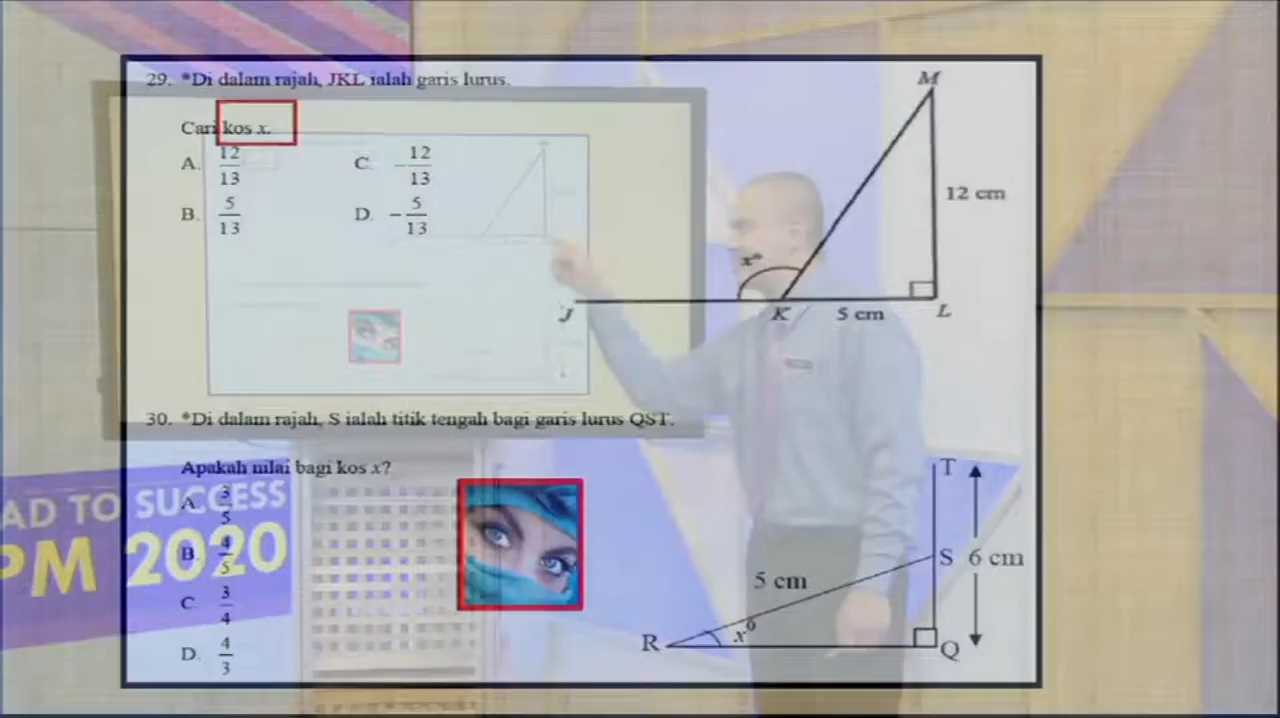 29. *Di dalam rajah, JKL ialah garis lurus.
Cari kos x.
A. 12/13
C. -12/13
B. 5/13
D. -5/13
M
12 cm
x°
J
K
5 cm
L
30. *Di dalam rajah, S ialah titik tengah bagi garis lurus QST.
Apakah nilai bagi kos x?
A. 3/5
B. 4/5
C. 3/4
D. 4/3
T
S
6 cm
5 cm
R
x⁰
Q
AD TO SUCCESS
PM 2020